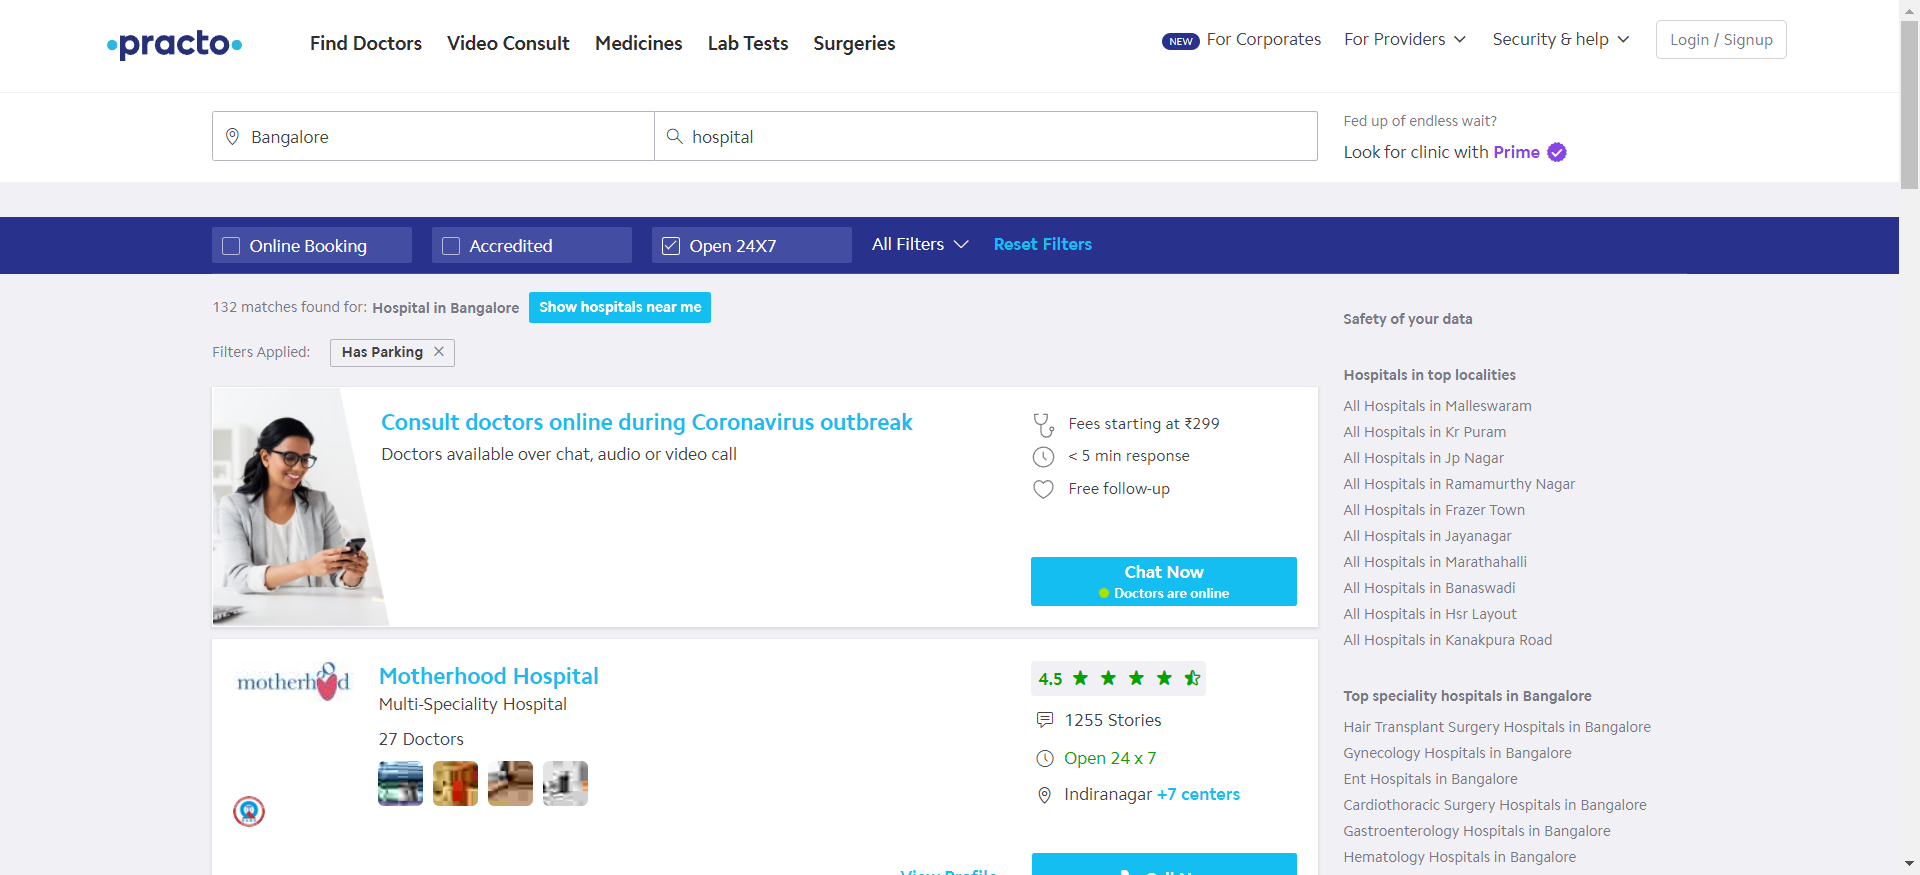 practo
Find Doctors Video Consult Medicines Lab Tests Surgeries
NEW For Corporates For Providers Security & help Login / Signup
Bangalore hospital
Fed up of endless wait?
Look for clinic with Prime
Online Booking Accredited Open 24X7 All Filters Reset Filters
132 matches found for: Hospital in Bangalore Show hospitals near me
Filters Applied: Has Parking
Consult doctors online during Coronavirus outbreak
Doctors available over chat, audio or video call
Fees starting at ₹299
< 5 min response
Free follow-up
Chat Now
Doctors are online
motherhood
Motherhood Hospital
Multi-Speciality Hospital
27 Doctors
4.5
1255 Stories
Open 24 x 7
Indiranagar +7 centers
View Profile
Safety of your data
Hospitals in top localities
All Hospitals in Malleswaram
All Hospitals in Kr Puram
All Hospitals in Jp Nagar
All Hospitals in Ramamurthy Nagar
All Hospitals in Frazer Town
All Hospitals in Jayanagar
All Hospitals in Marathahalli
All Hospitals in Banaswadi
All Hospitals in Hsr Layout
All Hospitals in Kanakpura Road
Top speciality hospitals in Bangalore
Hair Transplant Surgery Hospitals in Bangalore
Gynecology Hospitals in Bangalore
Ent Hospitals in Bangalore
Cardiothoracic Surgery Hospitals in Bangalore
Gastroenterology Hospitals in Bangalore
Hematology Hospitals in Bangalore